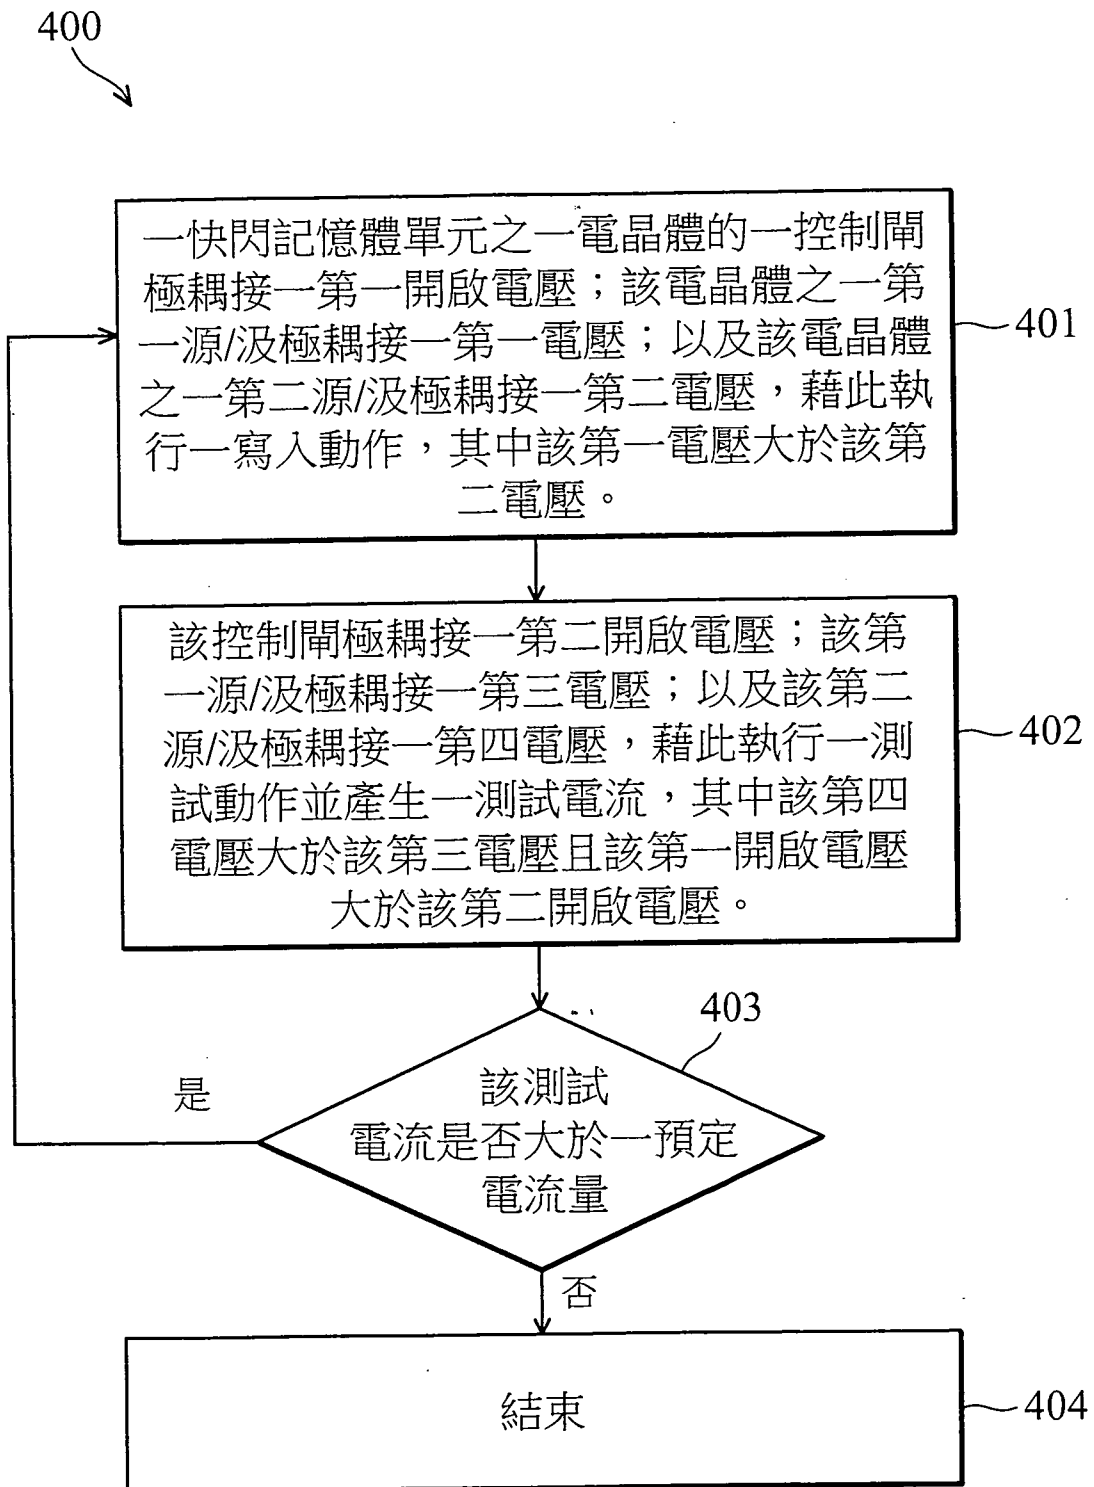 400
一快閃記憶體單元之一電晶體的一控制閘
極耦接一第一開啟電壓；該電晶體之一第
一源/汲極耦接一第一電壓；以及該電晶體
之一第二源/汲極耦接一第二電壓，藉此執
行一寫入動作，其中該第一電壓大於該第
二電壓。
401
該控制閘極耦接一第二開啟電壓；該第
一源/汲極耦接一第三電壓；以及該第二
源/汲極耦接一第四電壓，藉此執行一測
試動作並產生一測試電流，其中該第四
電壓大於該第三電壓且該第一開啟電壓
大於該第二開啟電壓。
402
403
該測試
電流是否大於一預定
電流量
是
否
結束
404